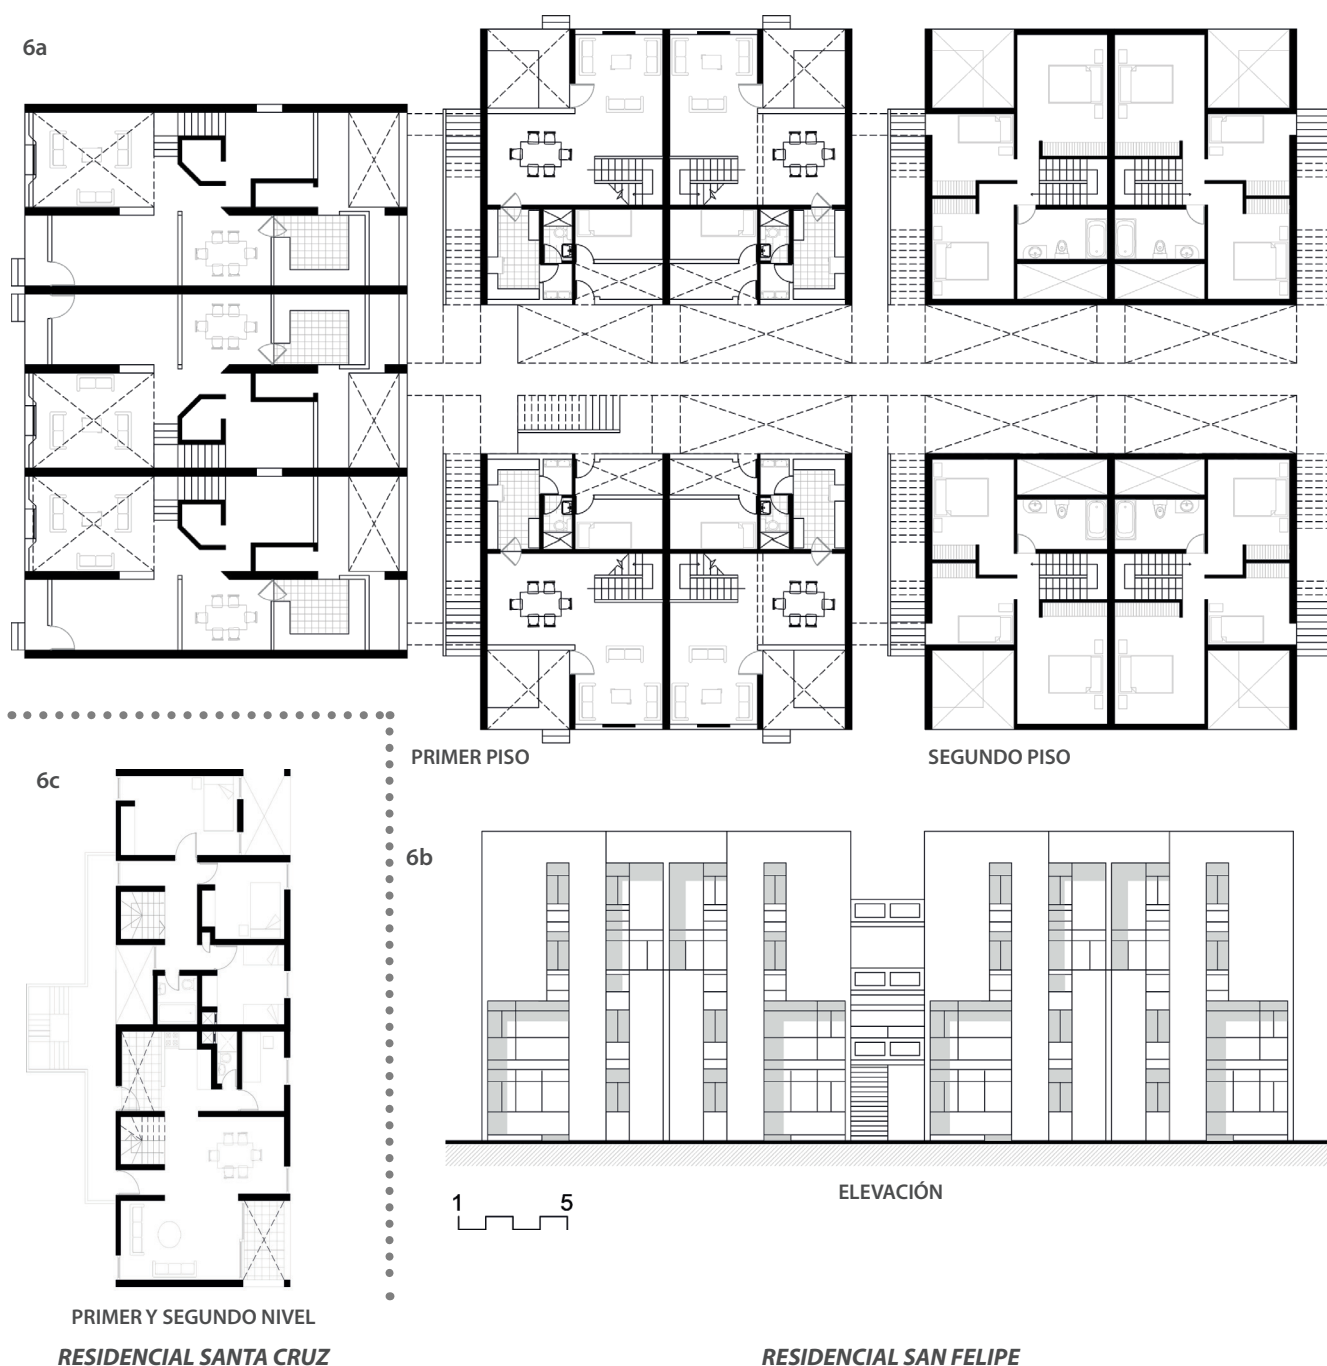 6a
PRIMER PISO
SEGUNDO PISO
6c
6b
ELEVACIÓN
1 5
PRIMER Y SEGUNDO NIVEL
RESIDENCIAL SANTA CRUZ
RESIDENCIAL SAN FELIPE